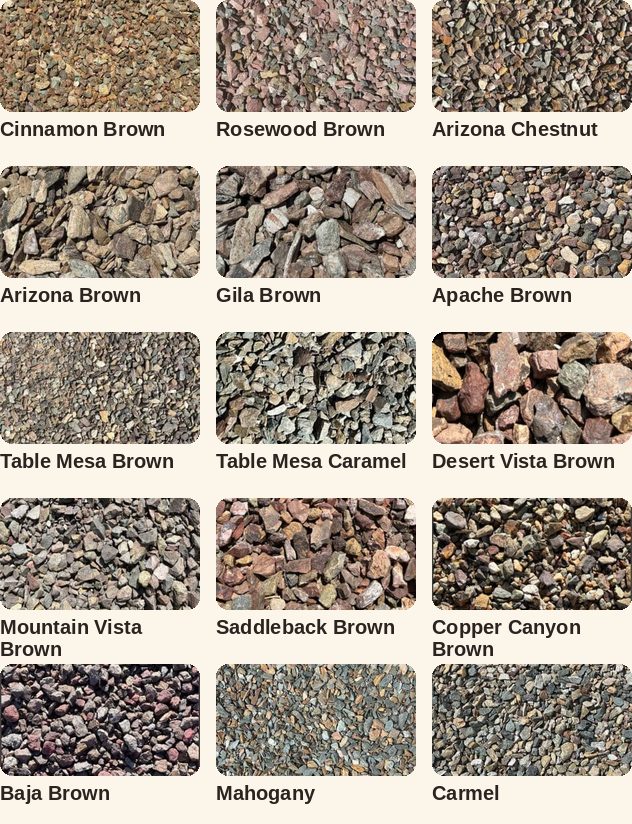 Cinnamon Brown
Rosewood Brown
Arizona Chestnut
Arizona Brown
Gila Brown
Apache Brown
Table Mesa Brown
Table Mesa Caramel
Desert Vista Brown
Mountain Vista
Brown
Saddleback Brown
Copper Canyon
Brown
Baja Brown
Mahogany
Carmel